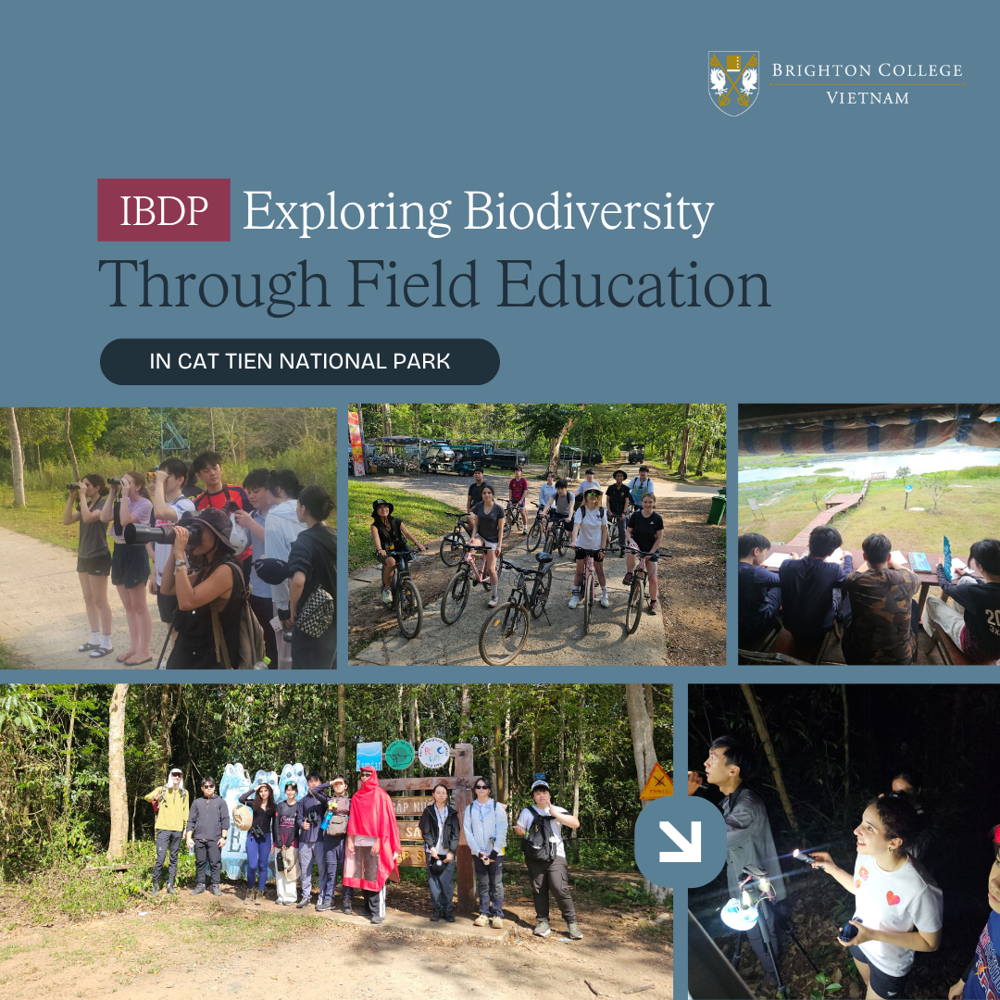 BRIGHTON COLLEGE
VIETNAM
IBDP Exploring Biodiversity
Through Field Education
IN CAT TIEN NATIONAL PARK